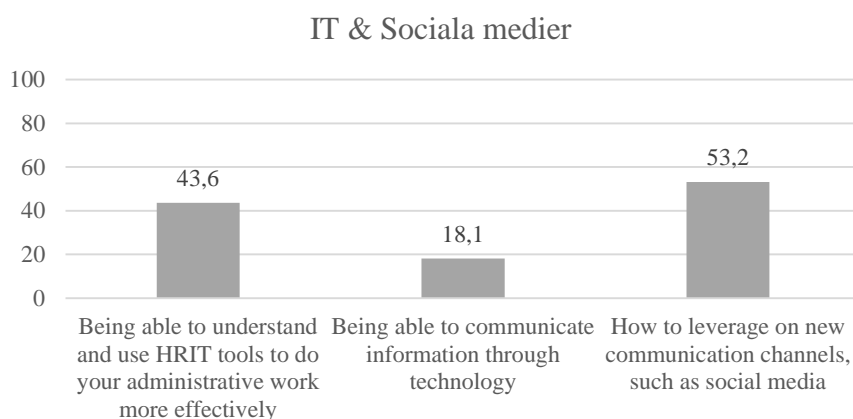 IT & Sociala medier
100
80
60
40
20
0
43,6
18,1
53,2
Being able to understand
and use HRIT tools to do
your administrative work
more effectively
Being able to communicate
information through
technology
How to leverage on new
communication channels,
such as social media